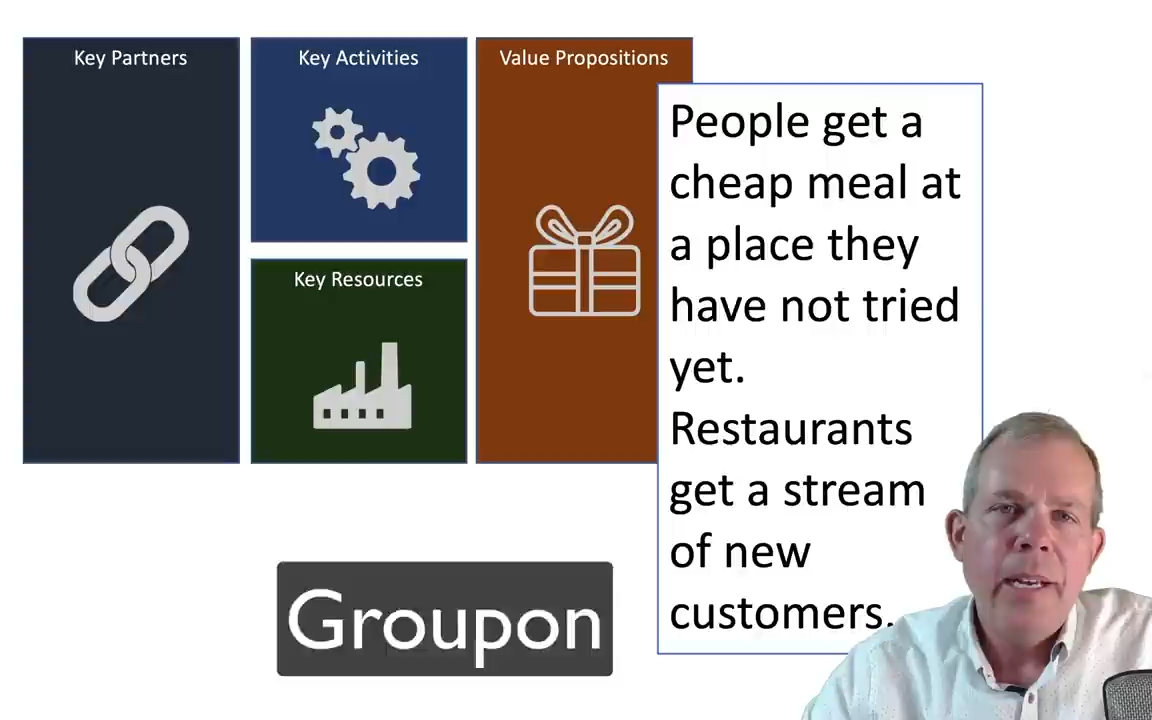 Key Partners
Key Activities
Value Propositions
Key Resources
People get a
cheap meal at
a place they
have not tried
yet.
Restaurants
get a stream
of new
customers.
Groupon